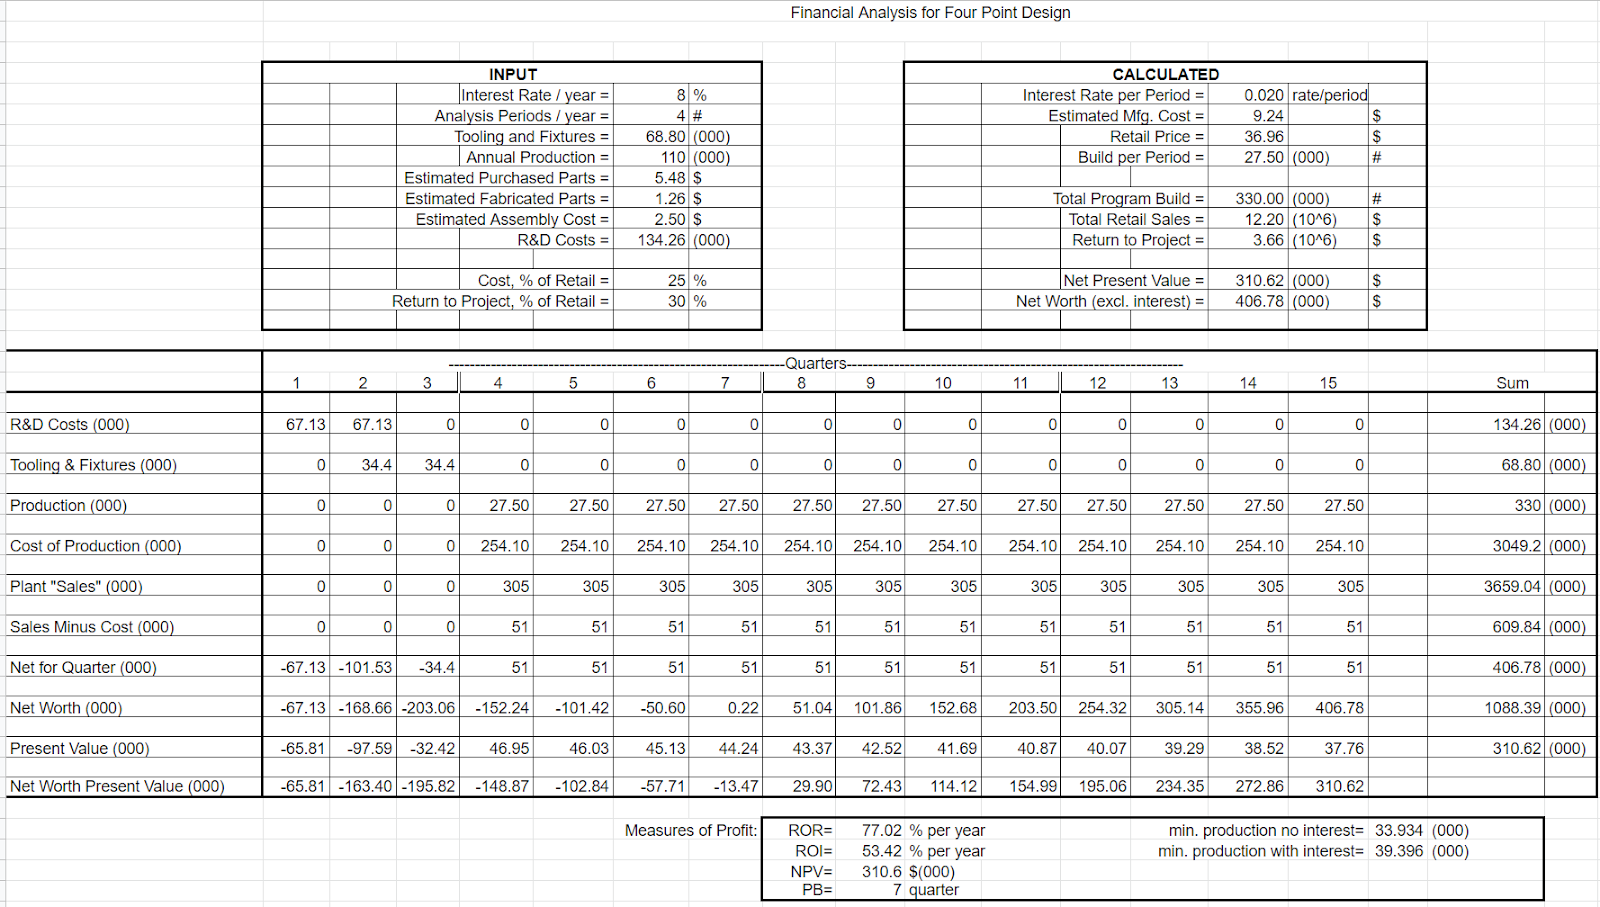 Financial Analysis for Four Point Design
INPUT
Interest Rate / year = 8 %
Analysis Periods / year = 4 #
Tooling and Fixtures = 68.80 (000)
Annual Production = 110 (000)
Estimated Purchased Parts = 5.48 $
Estimated Fabricated Parts = 1.26 $
Estimated Assembly Cost = 2.50 $
R&D Costs = 134.26 (000)
Cost, % of Retail = 25 %
Return to Project, % of Retail = 30 %
CALCULATED
Interest Rate per Period = 0.020 rate/period
Estimated Mfg. Cost = 9.24 $
Retail Price = 36.96 $
Build per Period = 27.50 (000) #
Total Program Build = 330.00 (000) #
Total Retail Sales = 12.20 (10^6) $
Return to Project = 3.66 (10^6) $
Net Present Value = 310.62 (000) $
Net Worth (excl. interest) = 406.78 (000) $
Quarters
1 2 3 4 5 6 7 8 9 10 11 12 13 14 15 Sum
R&D Costs (000) 67.13 67.13 0 0 0 0 0 0 0 0 0 0 0 0 0 134.26 (000)
Tooling & Fixtures (000) 0 34.4 34.4 0 0 0 0 0 0 0 0 0 0 0 0 68.80 (000)
Production (000) 0 0 0 27.50 27.50 27.50 27.50 27.50 27.50 27.50 27.50 27.50 27.50 27.50 27.50 330 (000)
Cost of Production (000) 0 0 0 254.10 254.10 254.10 254.10 254.10 254.10 254.10 254.10 254.10 254.10 254.10 254.10 3049.2 (000)
Plant "Sales" (000) 0 0 0 305 305 305 305 305 305 305 305 305 305 305 305 3659.04 (000)
Sales Minus Cost (000) 0 0 0 51 51 51 51 51 51 51 51 51 51 51 51 609.84 (000)
Net for Quarter (000) -67.13 -101.53 -34.4 51 51 51 51 51 51 51 51 51 51 51 51 406.78 (000)
Net Worth (000) -67.13 -168.66 -203.06 -152.24 -101.42 -50.60 0.22 51.04 101.86 152.68 203.50 254.32 305.14 355.96 406.78 1088.39 (000)
Present Value (000) -65.81 -97.59 -32.42 46.95 46.03 45.13 44.24 43.37 42.52 41.69 40.87 40.07 39.29 38.52 37.76 310.62 (000)
Net Worth Present Value (000) -65.81 -163.40 -195.82 -148.87 -102.84 -57.71 -13.47 29.90 72.43 114.12 154.99 195.06 234.35 272.86 310.62
Measures of Profit: ROR= 77.02 % per year min. production no interest= 33.934 (000)
ROI= 53.42 % per year min. production with interest= 39.396 (000)
NPV= 310.6 $(000)
PB= 7 quarter